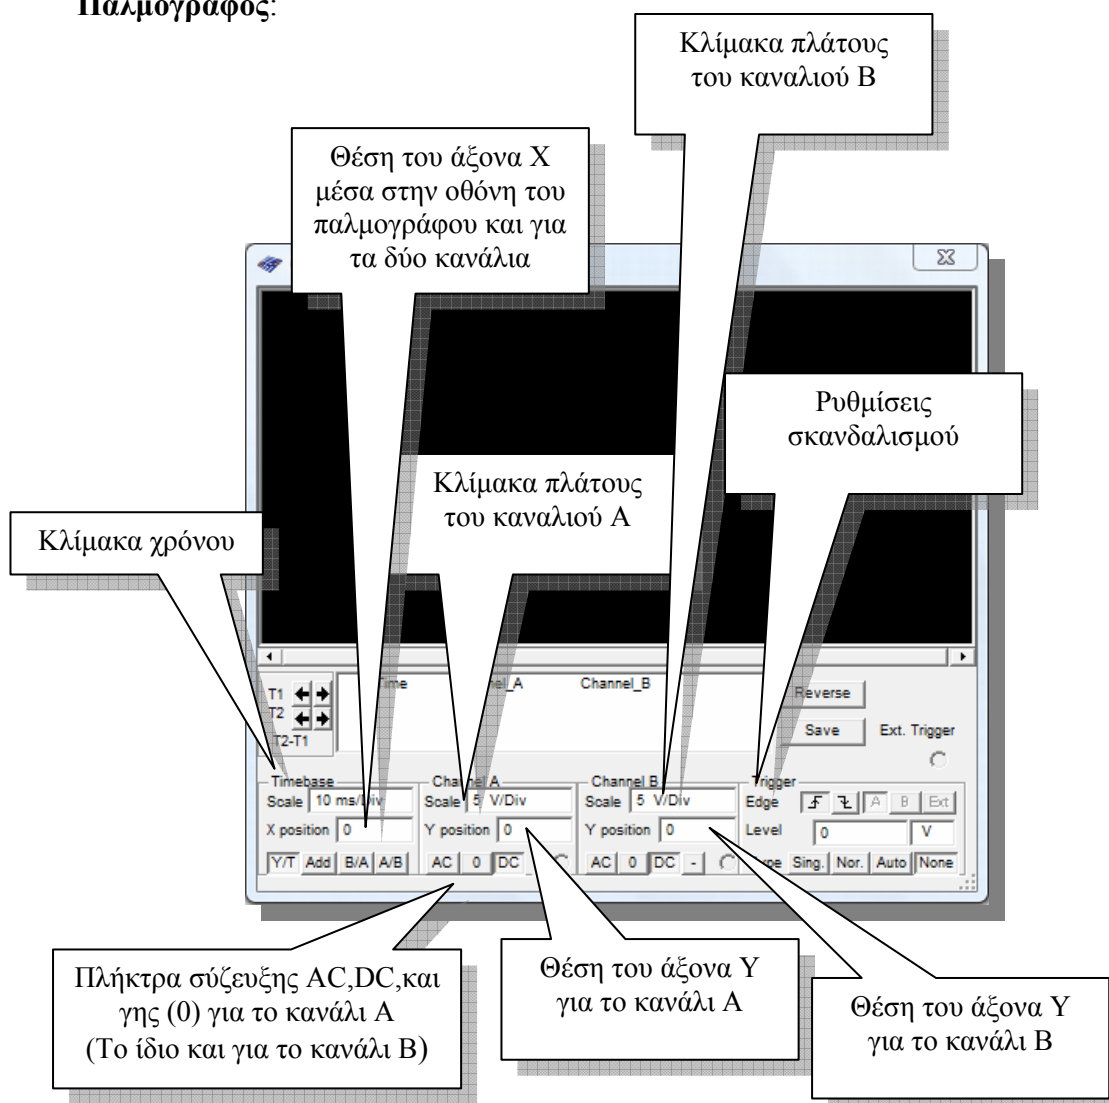 Παλμογράφος:
Κλίμακα πλάτους
του καναλιού Β
Θέση του άξονα Χ
μέσα στην οθόνη του
παλμογράφου και για
τα δύο κανάλια
Ρυθμίσεις
σκανδαλισμού
Κλίμακα πλάτους
του καναλιού Α
Κλίμακα χρόνου
T1
T2
T2-T1
Channel_B
Reverse
Save
Ext. Trigger
Timebase
Scale 10 ms/Div
X position 0
Y/T Add B/A A/B
Channel A
Scale 5 V/Div
Y position 0
AC 0 DC
Channel B
Scale 5 V/Div
Y position 0
AC 0 DC -
Trigger
Edge A B Ext
Level 0 V
Sing. Nor. Auto None
Πλήκτρα σύζευξης AC,DC,και
γης (0) για το κανάλι Α
(Το ίδιο και για το κανάλι Β)
Θέση του άξονα Υ
για το κανάλι Α
Θέση του άξονα Υ
για το κανάλι Β